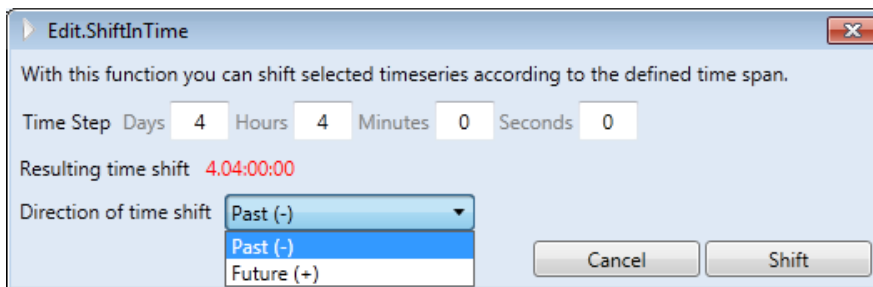 Edit.ShiftInTime
With this function you can shift selected timeseries according to the defined time span.
Time Step Days 4 Hours 4 Minutes 0 Seconds 0
Resulting time shift 4.04:00:00
Direction of time shift Past (-)
Past (-)
Future (+)
Cancel Shift